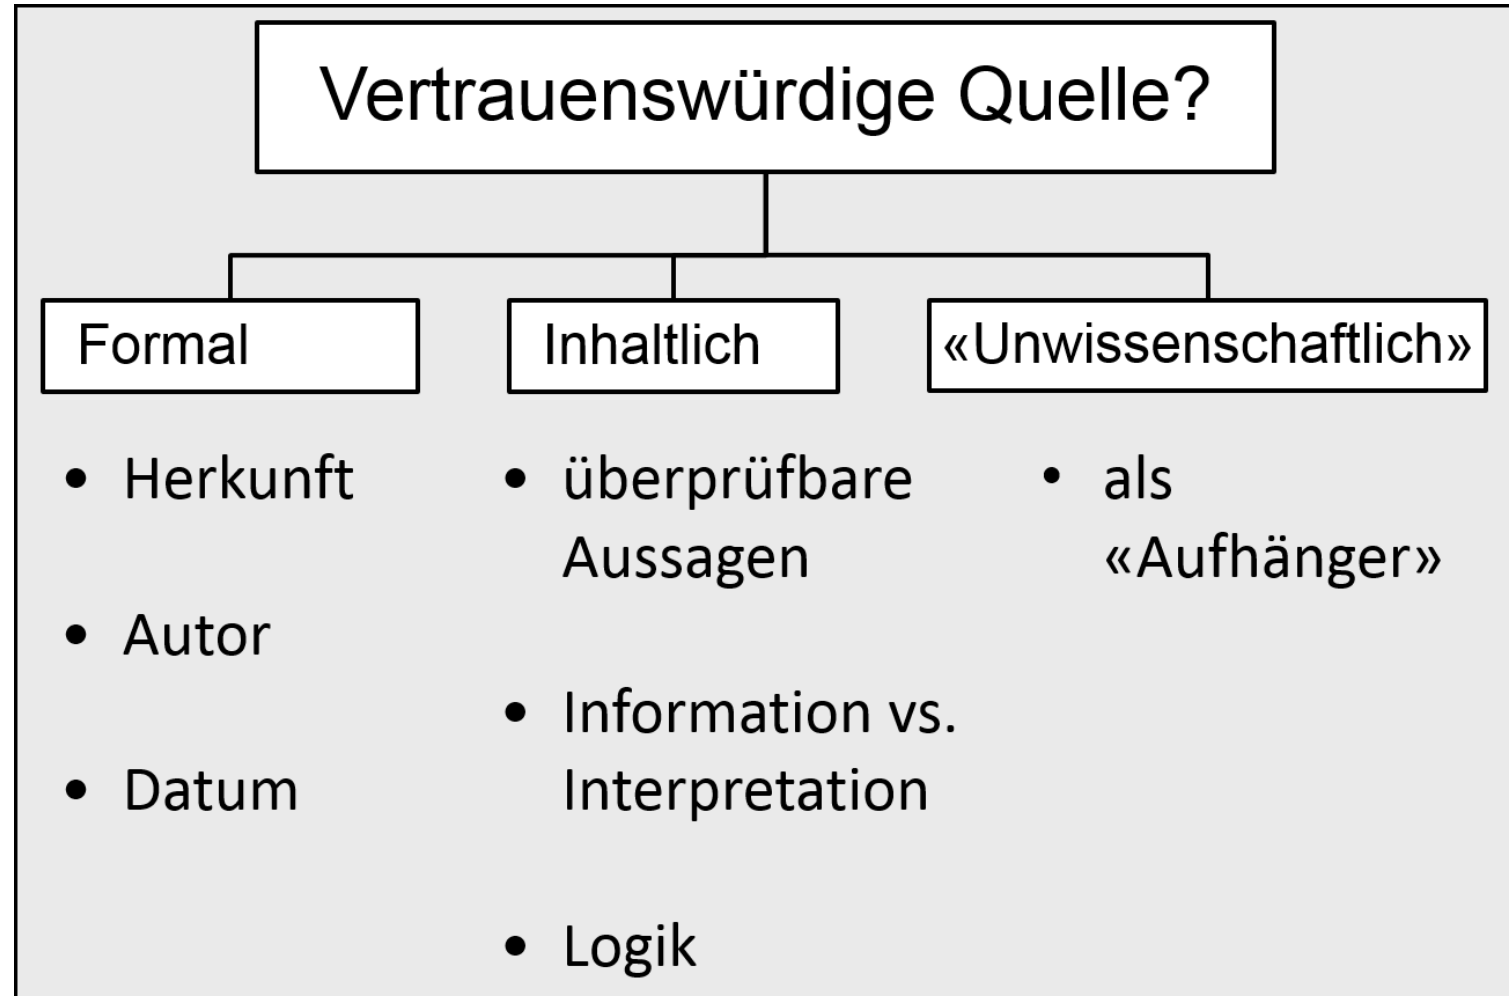 Vertrauenswürdige Quelle?
Formal
• Herkunft
• Autor
• Datum
Inhaltlich
• überprüfbare
Aussagen
• Information vs.
Interpretation
• Logik
«Unwissenschaftlich»
• als
«Aufhänger»